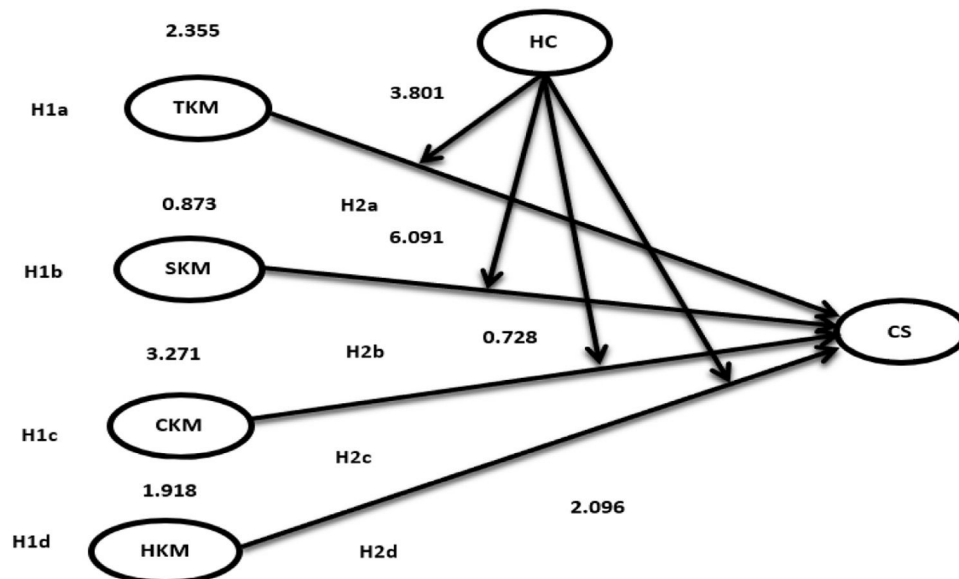 2.355
HC
H1a
TKM
3.801
0.873
H2a
6.091
H1b
SKM
CS
0.728
3.271
H2b
H1c
CKM
H2c
1.918
2.096
H1d
HKM
H2d